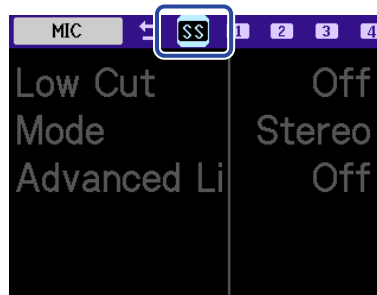 MIC SS 1 2 3 4
Low Cut Off
Mode Stereo
Advanced Li Off